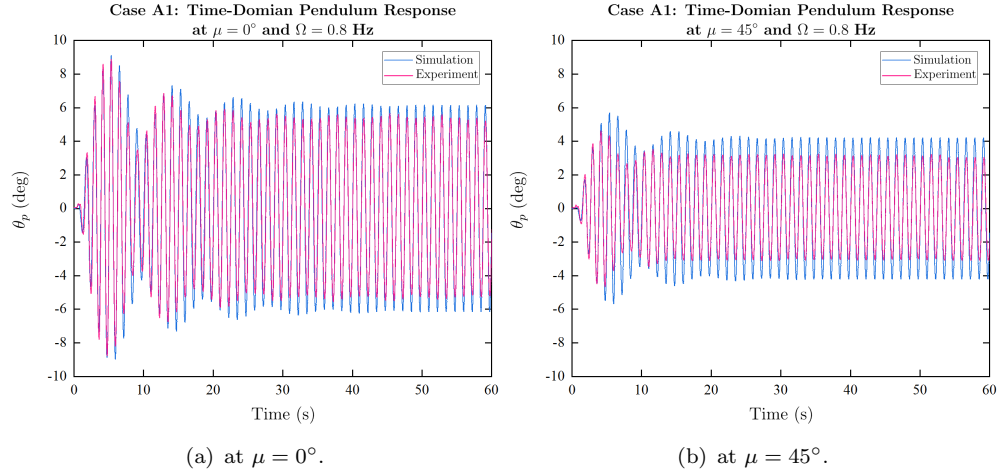 Case A1: Time-Domian Pendulum Response
at μ = 0° and Ω = 0.8 Hz
10
8
6
4
2
0
-2
-4
-6
-8
-10
θp (deg)
Simulation
Experiment
0
10
20
30
40
50
60
Time (s)
(a) at μ = 0°.
Case A1: Time-Domian Pendulum Response
at μ = 45° and Ω = 0.8 Hz
10
8
6
4
2
0
-2
-4
-6
-8
-10
θp (deg)
Simulation
Experiment
0
10
20
30
40
50
60
Time (s)
(b) at μ = 45°.